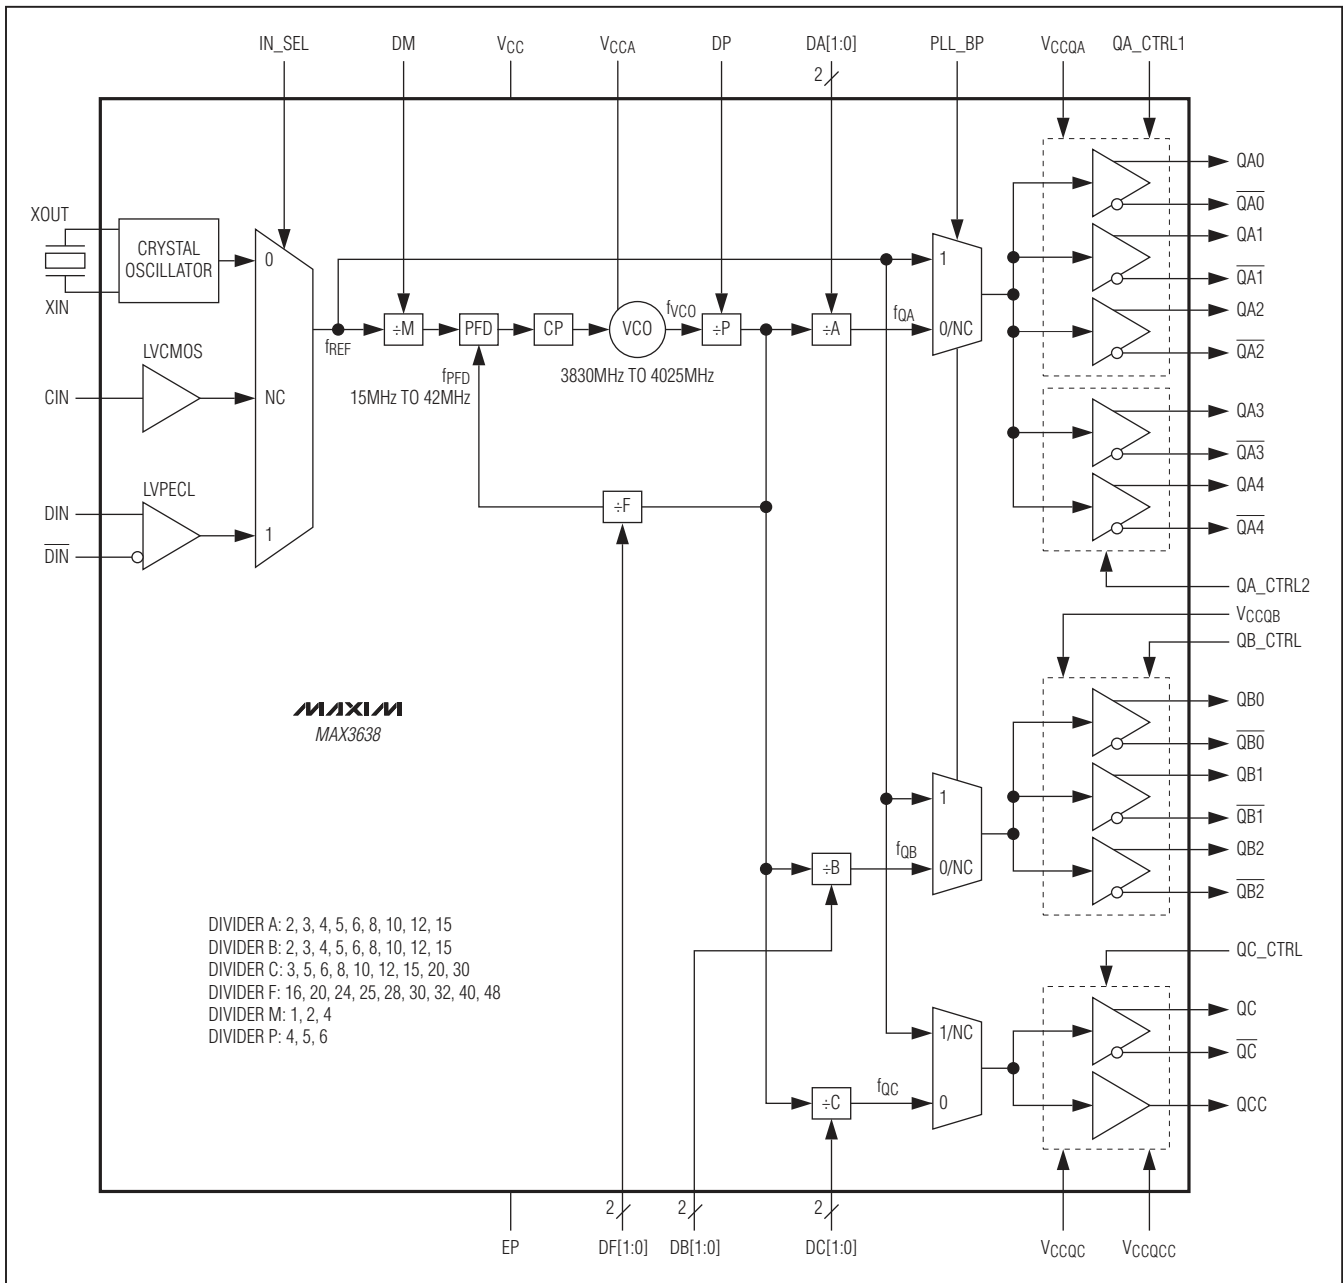 IN_SEL DM VCC VCCA DP DA[1:0] PLL_BP VCCQA QA_CTRL1
2
QA0
QA0
XOUT
CRYSTAL
OSCILLATOR
0
1
QA1
QA1
XIN
fVCO
fQA
QA2
÷M PFD CP VCO ÷P ÷A 0/NC
fREF
QA2
LVCMOS
fPFD
15MHz TO 42MHz
3830MHz TO 4025MHz
CIN
NC
QA3
QA3
LVPECL
QA4
DIN
÷F
1
QA4
DIN
QA_CTRL2
VCCQB
QB_CTRL
MAXIM
MAX3638
QB0
QB0
QB1
1
QB1
fQB
QB2
÷B
0/NC
QB2
DIVIDER A: 2, 3, 4, 5, 6, 8, 10, 12, 15
DIVIDER B: 2, 3, 4, 5, 6, 8, 10, 12, 15
DIVIDER C: 3, 5, 6, 8, 10, 12, 15, 20, 30
DIVIDER F: 16, 20, 24, 25, 28, 30, 32, 40, 48
DIVIDER M: 1, 2, 4
DIVIDER P: 4, 5, 6
QC_CTRL
QC
1/NC
QC
fQC
÷C
0
QCC
2 2 2
EP DF[1:0] DB[1:0] DC[1:0] VCCQC VCCQCC